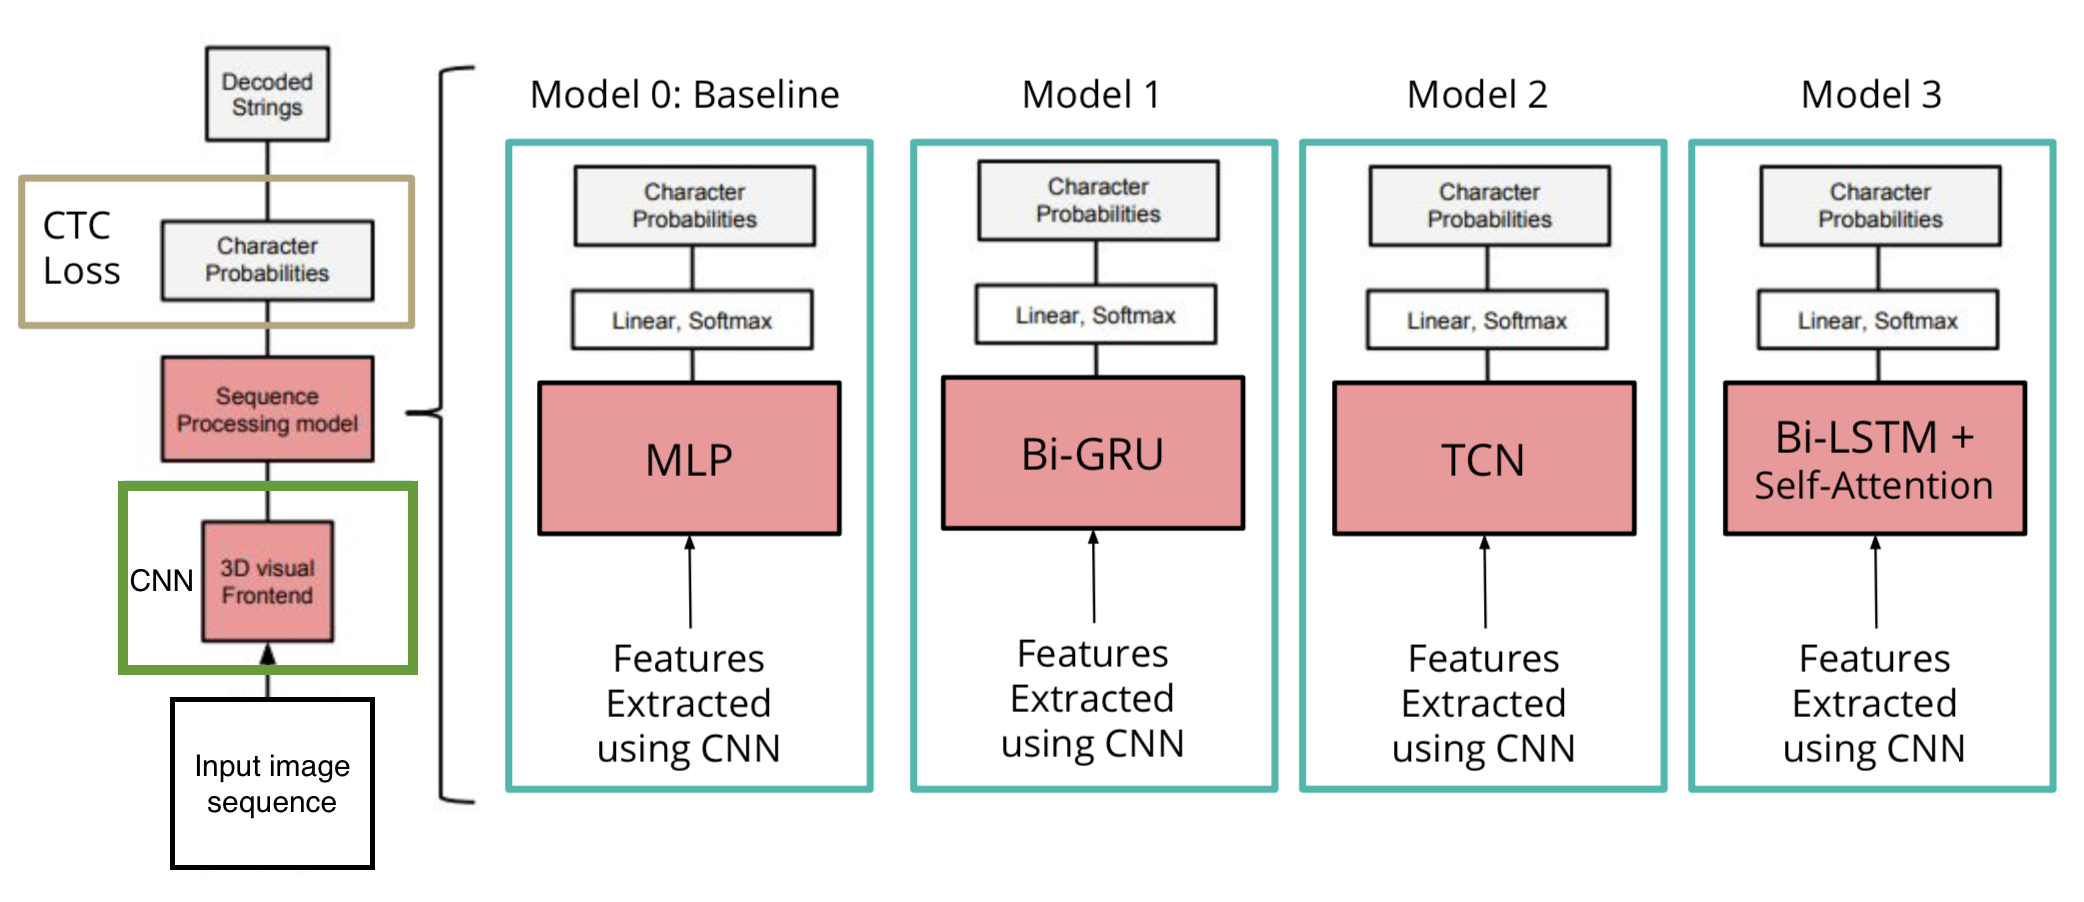 Decoded
Strings
CTC
Loss
Character
Probabilities
Sequence
Processing model
CNN
3D visual
Frontend
Input image
sequence
Model 0: Baseline
Character
Probabilities
Linear, Softmax
MLP
Features
Extracted
using CNN
Model 1
Character
Probabilities
Linear, Softmax
Bi-GRU
Features
Extracted
using CNN
Model 2
Character
Probabilities
Linear, Softmax
TCN
Features
Extracted
using CNN
Model 3
Character
Probabilities
Linear, Softmax
Bi-LSTM +
Self-Attention
Features
Extracted
using CNN